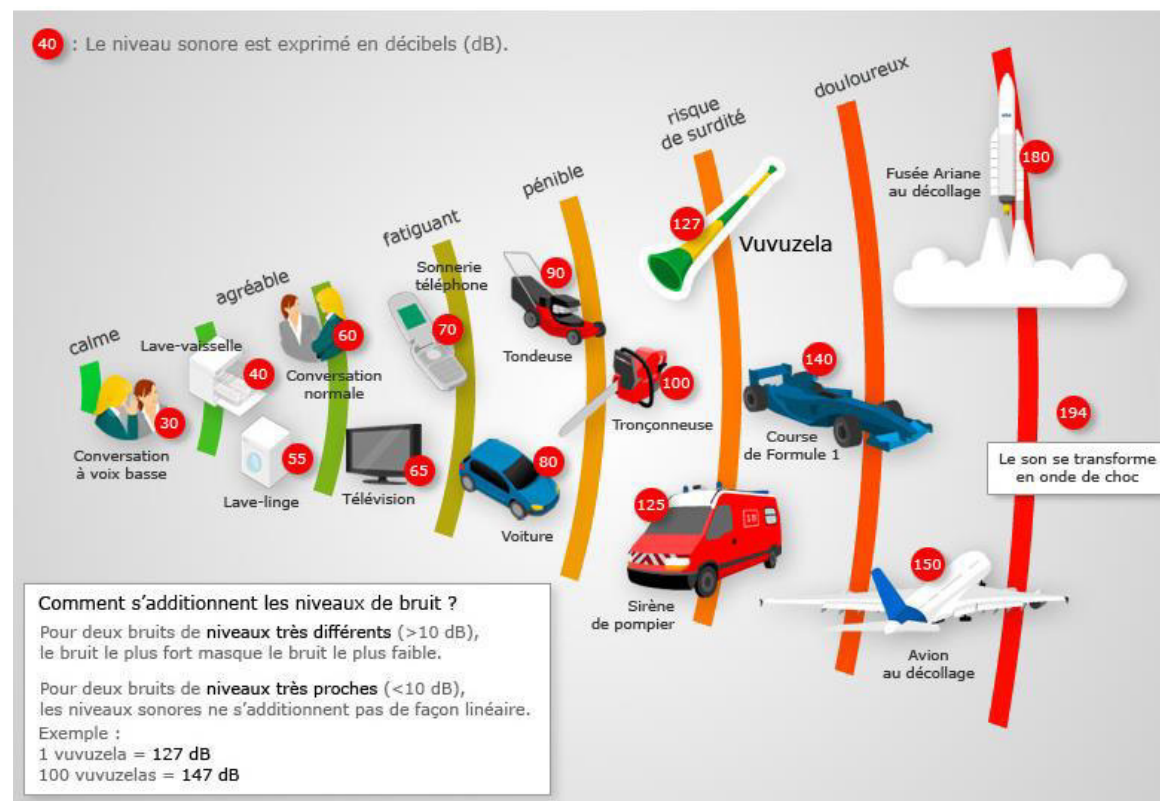 40 : Le niveau sonore est exprimé en décibels (dB).
calme
agréable
fatiguant
pénible
risque
de surdité
douloureux
30
Conversation
à voix basse
Lave-vaisselle
40
55
Lave-linge
60
Conversation
normale
65
Télévision
Sonnerie
téléphone
70
80
Voiture
90
Tondeuse
100
Tronçonneuse
127
Vuvuzela
125
Sirène
de pompier
140
Course
de Formule 1
150
Avion
au décollage
Fusée Ariane
au décollage
180
194
Le son se transforme
en onde de choc
Comment s'additionnent les niveaux de bruit ?
Pour deux bruits de niveaux très différents (>10 dB),
le bruit le plus fort masque le bruit le plus faible.
Pour deux bruits de niveaux très proches (<10 dB),
les niveaux sonores ne s'additionnent pas de façon linéaire.
Exemple :
1 vuvuzela = 127 dB
100 vuvuzelas = 147 dB